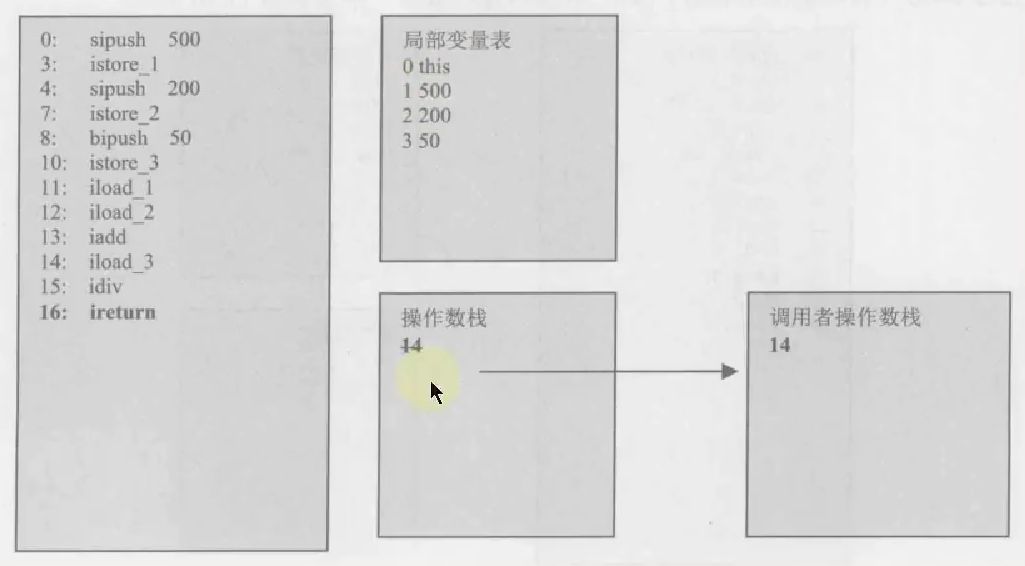 0: sipush 500
3: istore_1
4: sipush 200
7: istore_2
8: bipush 50
10: istore_3
11: iload_1
12: iload_2
13: iadd
14: iload_3
15: idiv
16: ireturn
局部变量表
0 this
1 500
2 200
3 50
操作数栈
14
调用者操作数栈
14